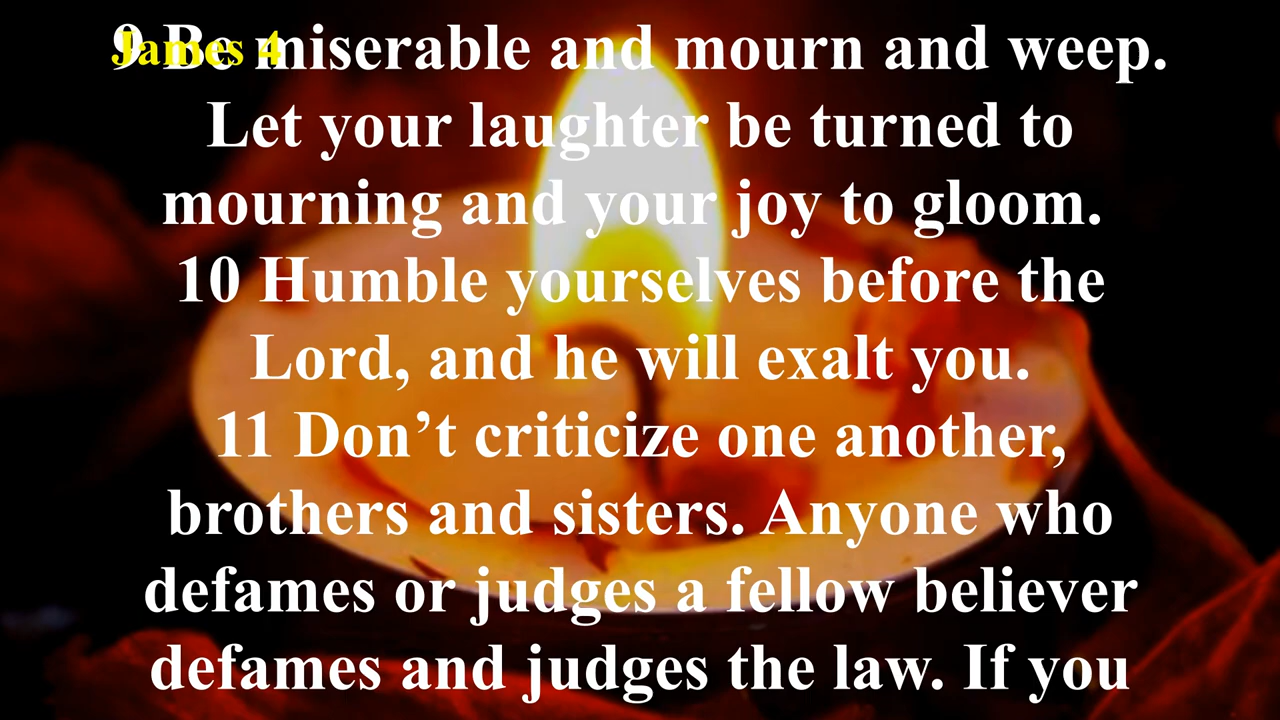 James 4
9 Be miserable and mourn and weep.
Let your laughter be turned to
mourning and your joy to gloom.
10 Humble yourselves before the
Lord, and he will exalt you.
11 Don’t criticize one another,
brothers and sisters. Anyone who
defames or judges a fellow believer
defames and judges the law. If you